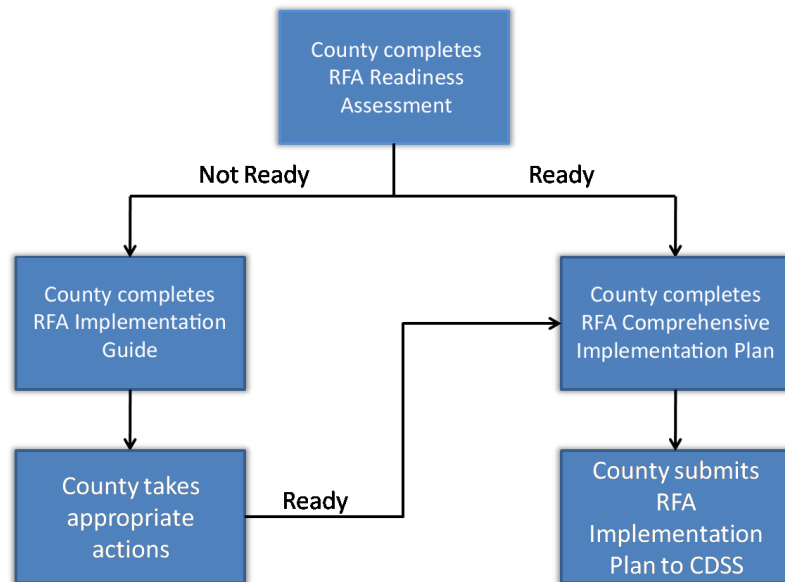 County completes
RFA Readiness
Assessment
Not Ready
Ready
County completes
RFA Implementation
Guide
County completes
RFA Comprehensive
Implementation Plan
County takes
appropriate
actions
Ready
County submits
RFA
Implementation
Plan to CDSS